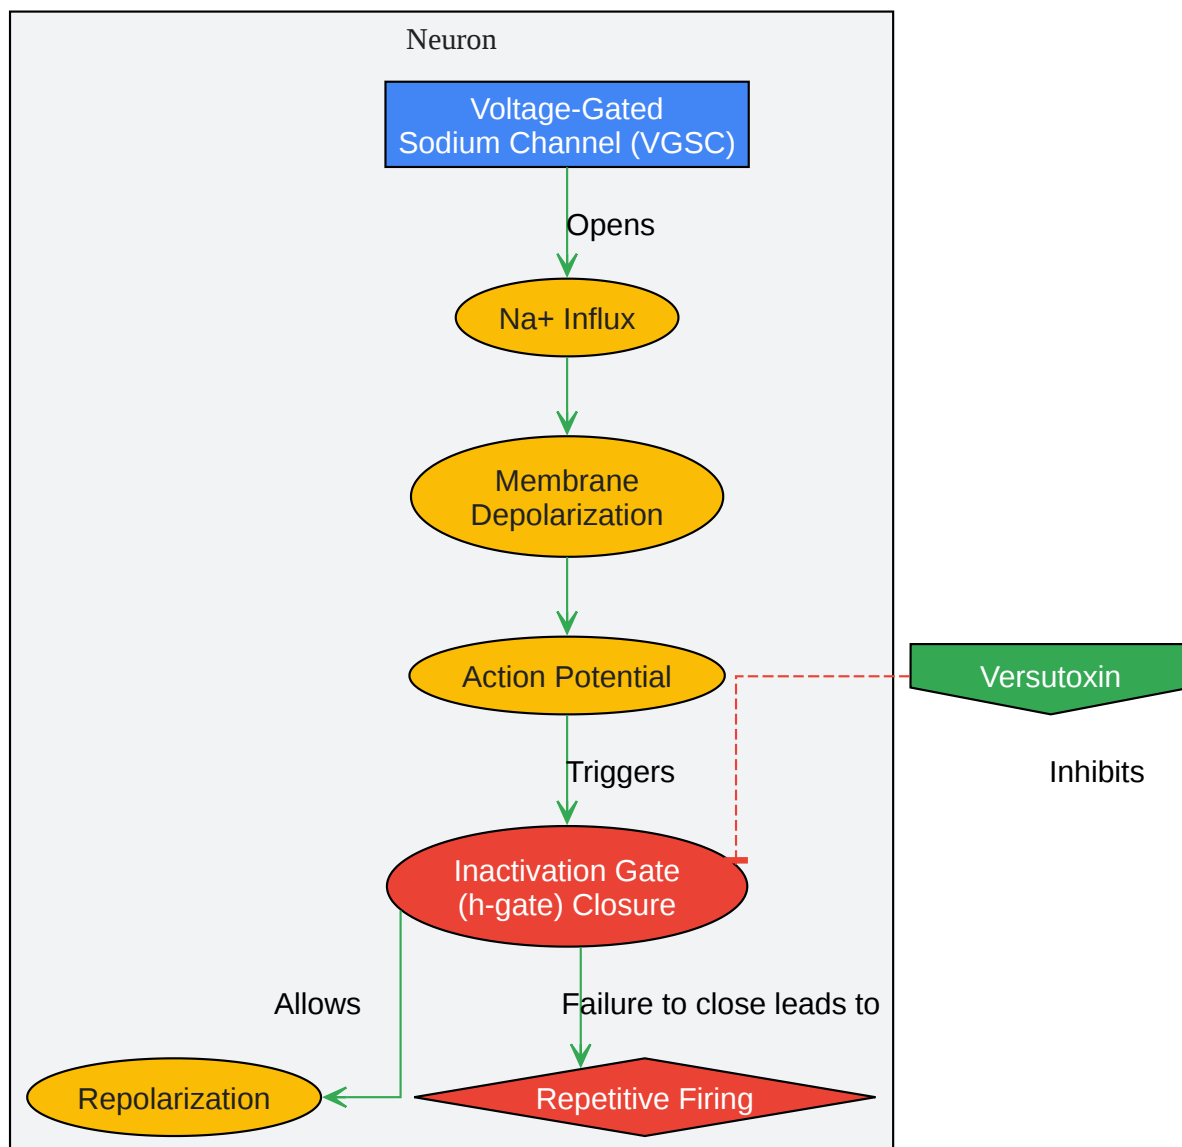 Neuron
Voltage-Gated
Sodium Channel (VGSC)
Opens
Na+ Influx
Membrane
Depolarization
Action Potential
Versutoxin
Triggers
Inhibits
Inactivation Gate
(h-gate) Closure
Allows
Failure to close leads to
Repolarization
Repetitive Firing